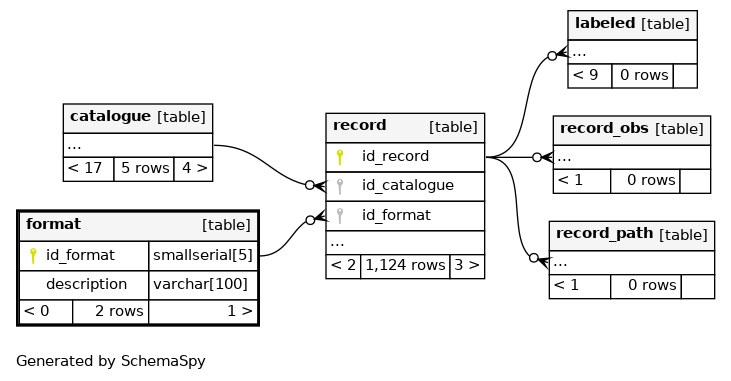 labeled [table]
...
< 9 0 rows
catalogue [table]
...
< 17 5 rows 4 >
record [table]
id_record
id_catalogue
id_format
...
< 2 1,124 rows 3 >
record_obs [table]
...
< 1 0 rows
format [table]
id_format smallserial[5]
description varchar[100]
< 0 2 rows 1 >
record_path [table]
...
< 1 0 rows
Generated by SchemaSpy